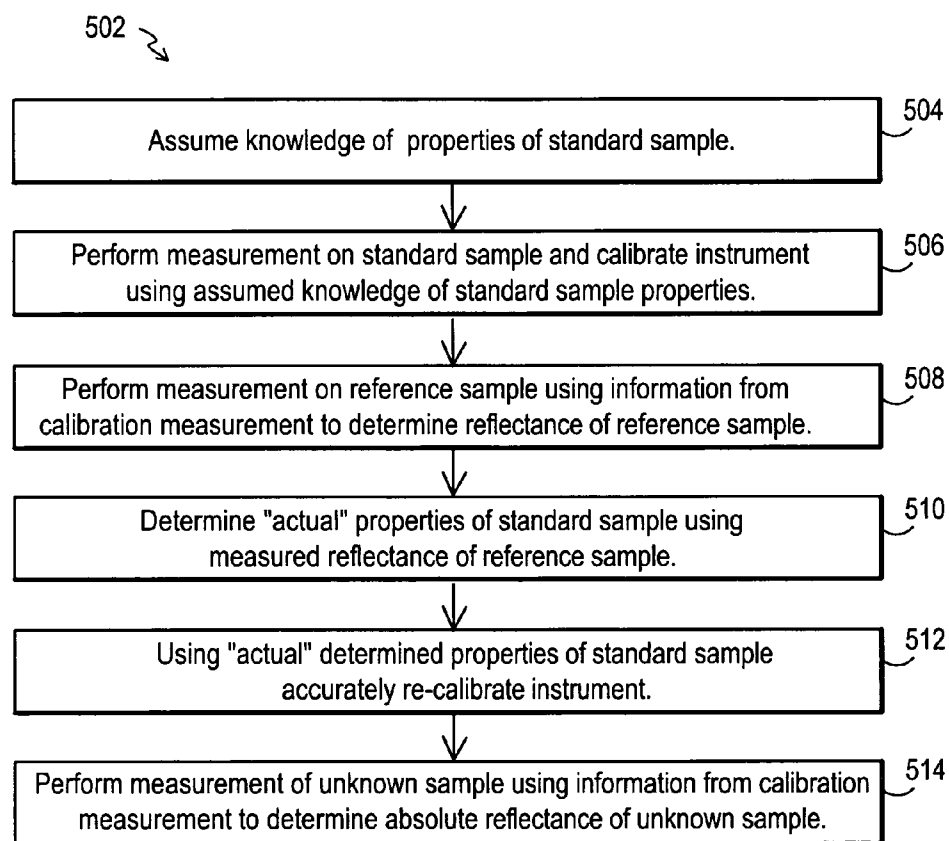 502
504
Assume knowledge of properties of standard sample.
506
Perform measurement on standard sample and calibrate instrument
using assumed knowledge of standard sample properties.
508
Perform measurement on reference sample using information from
calibration measurement to determine reflectance of reference sample.
510
Determine "actual" properties of standard sample using
measured reflectance of reference sample.
512
Using "actual" determined properties of standard sample
accurately re-calibrate instrument.
514
Perform measurement of unknown sample using information from calibration
measurement to determine absolute reflectance of unknown sample.